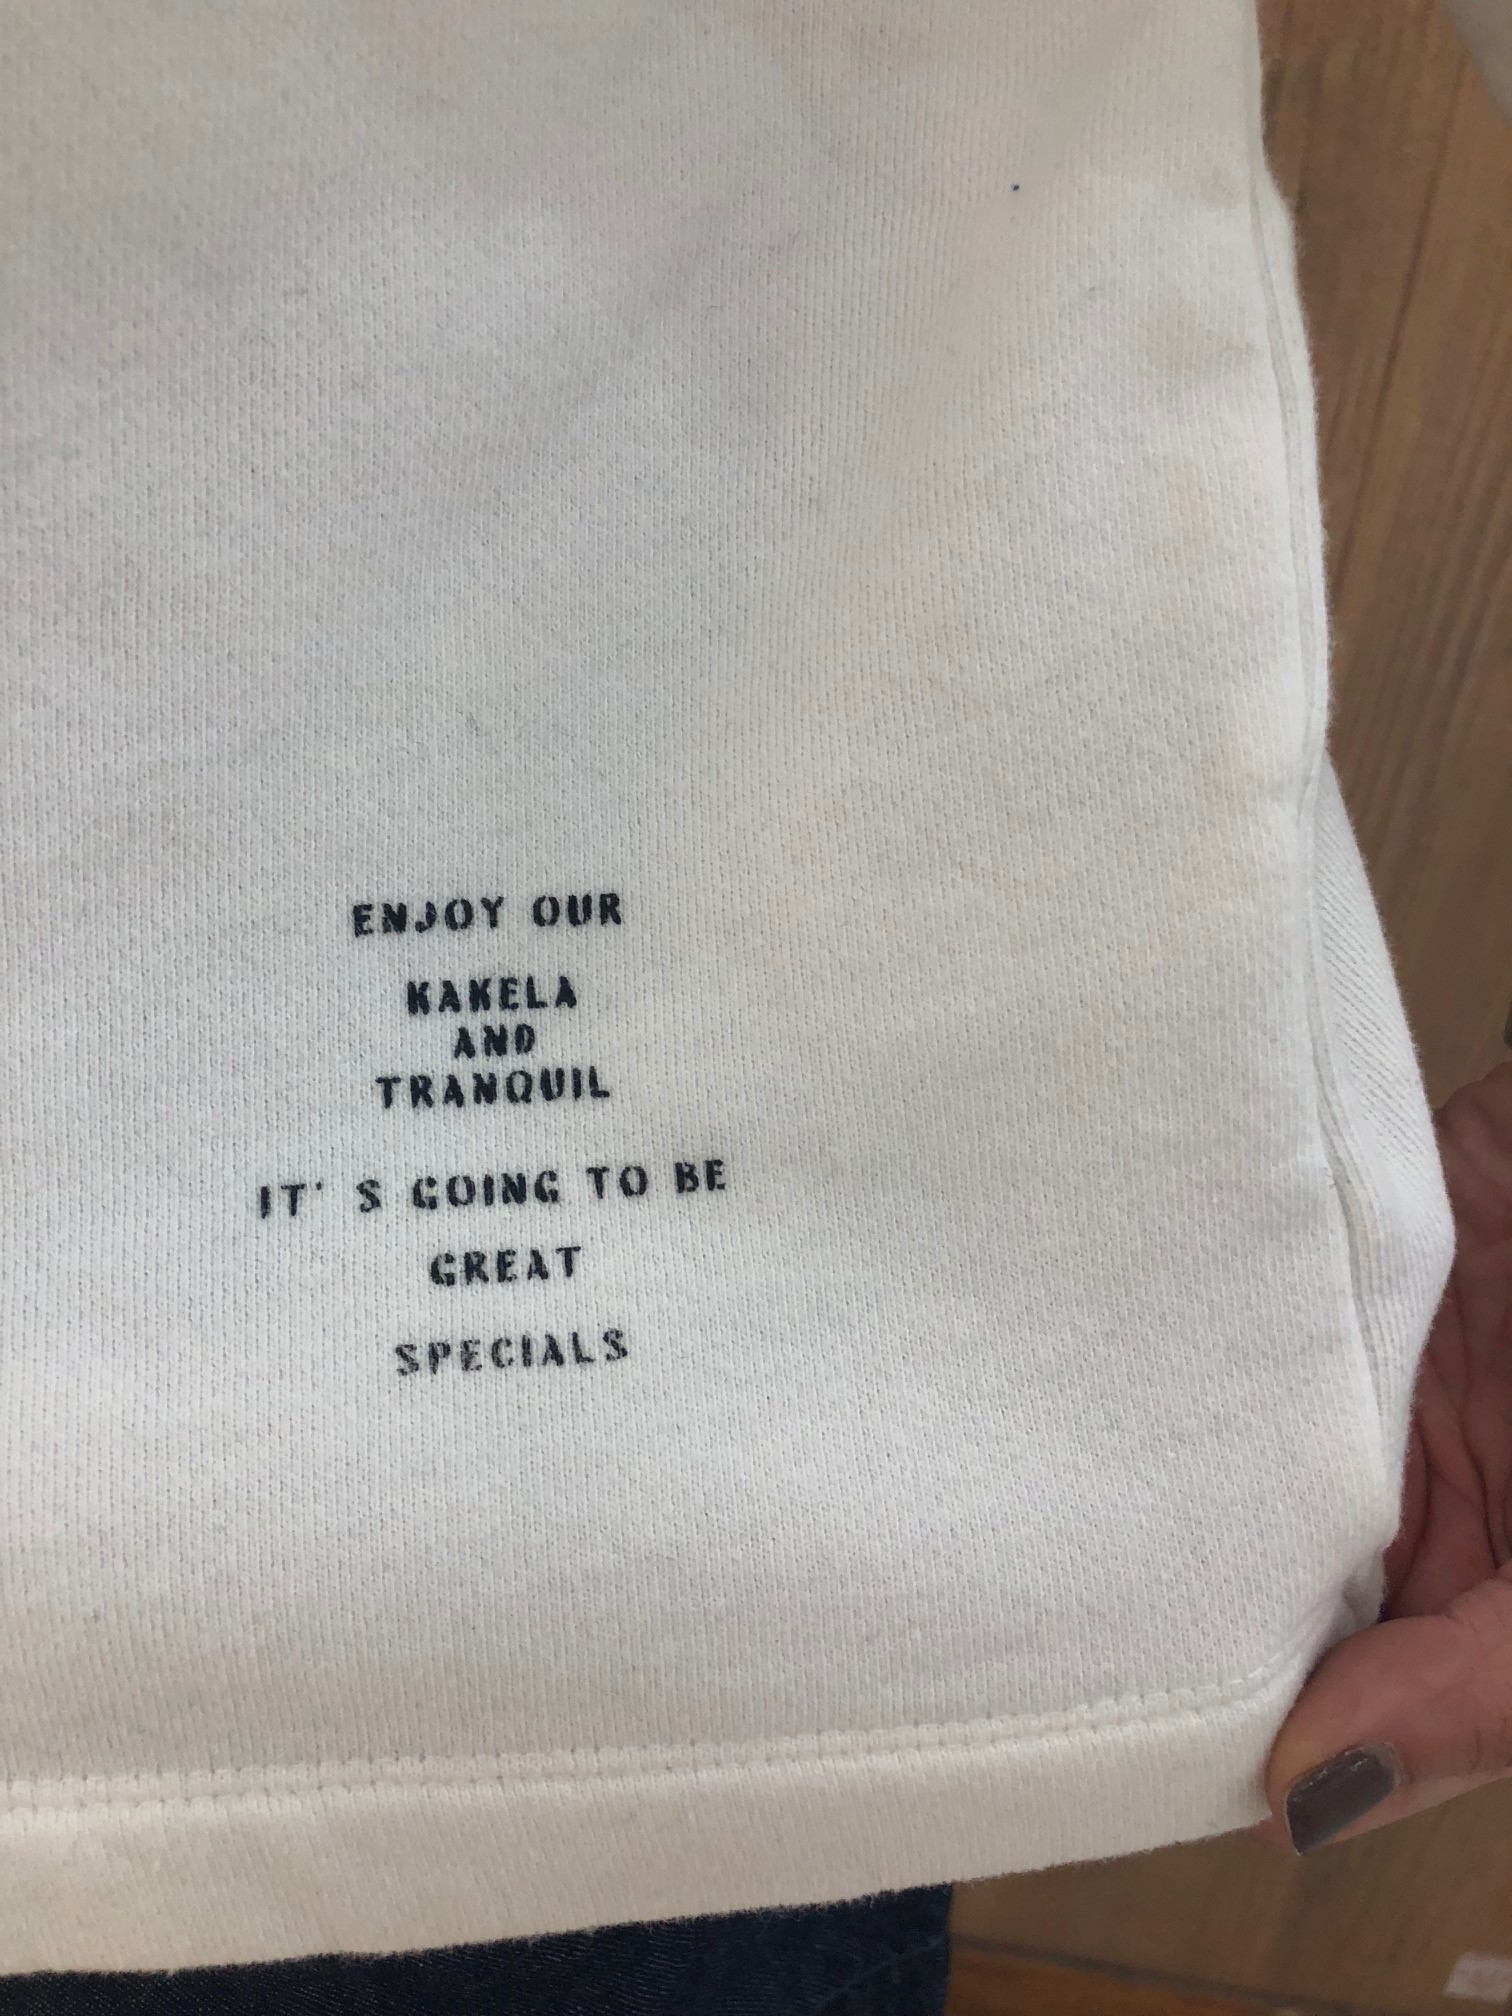 ENJOY OUR
KAKELA
AND
TRANQUIL
IT' S GOING TO BE
GREAT
SPECIALS